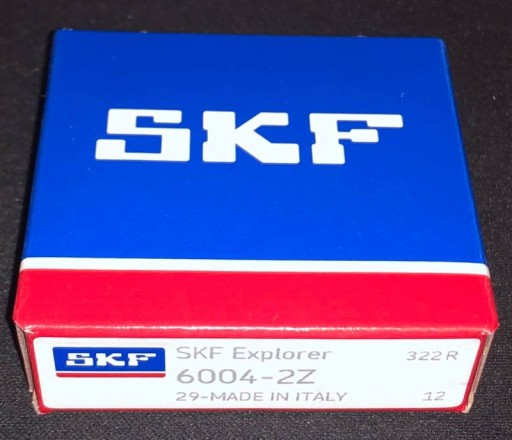 SKF
SKF SKF Explorer 322 R
6004-2Z
29-MADE IN ITALY 12